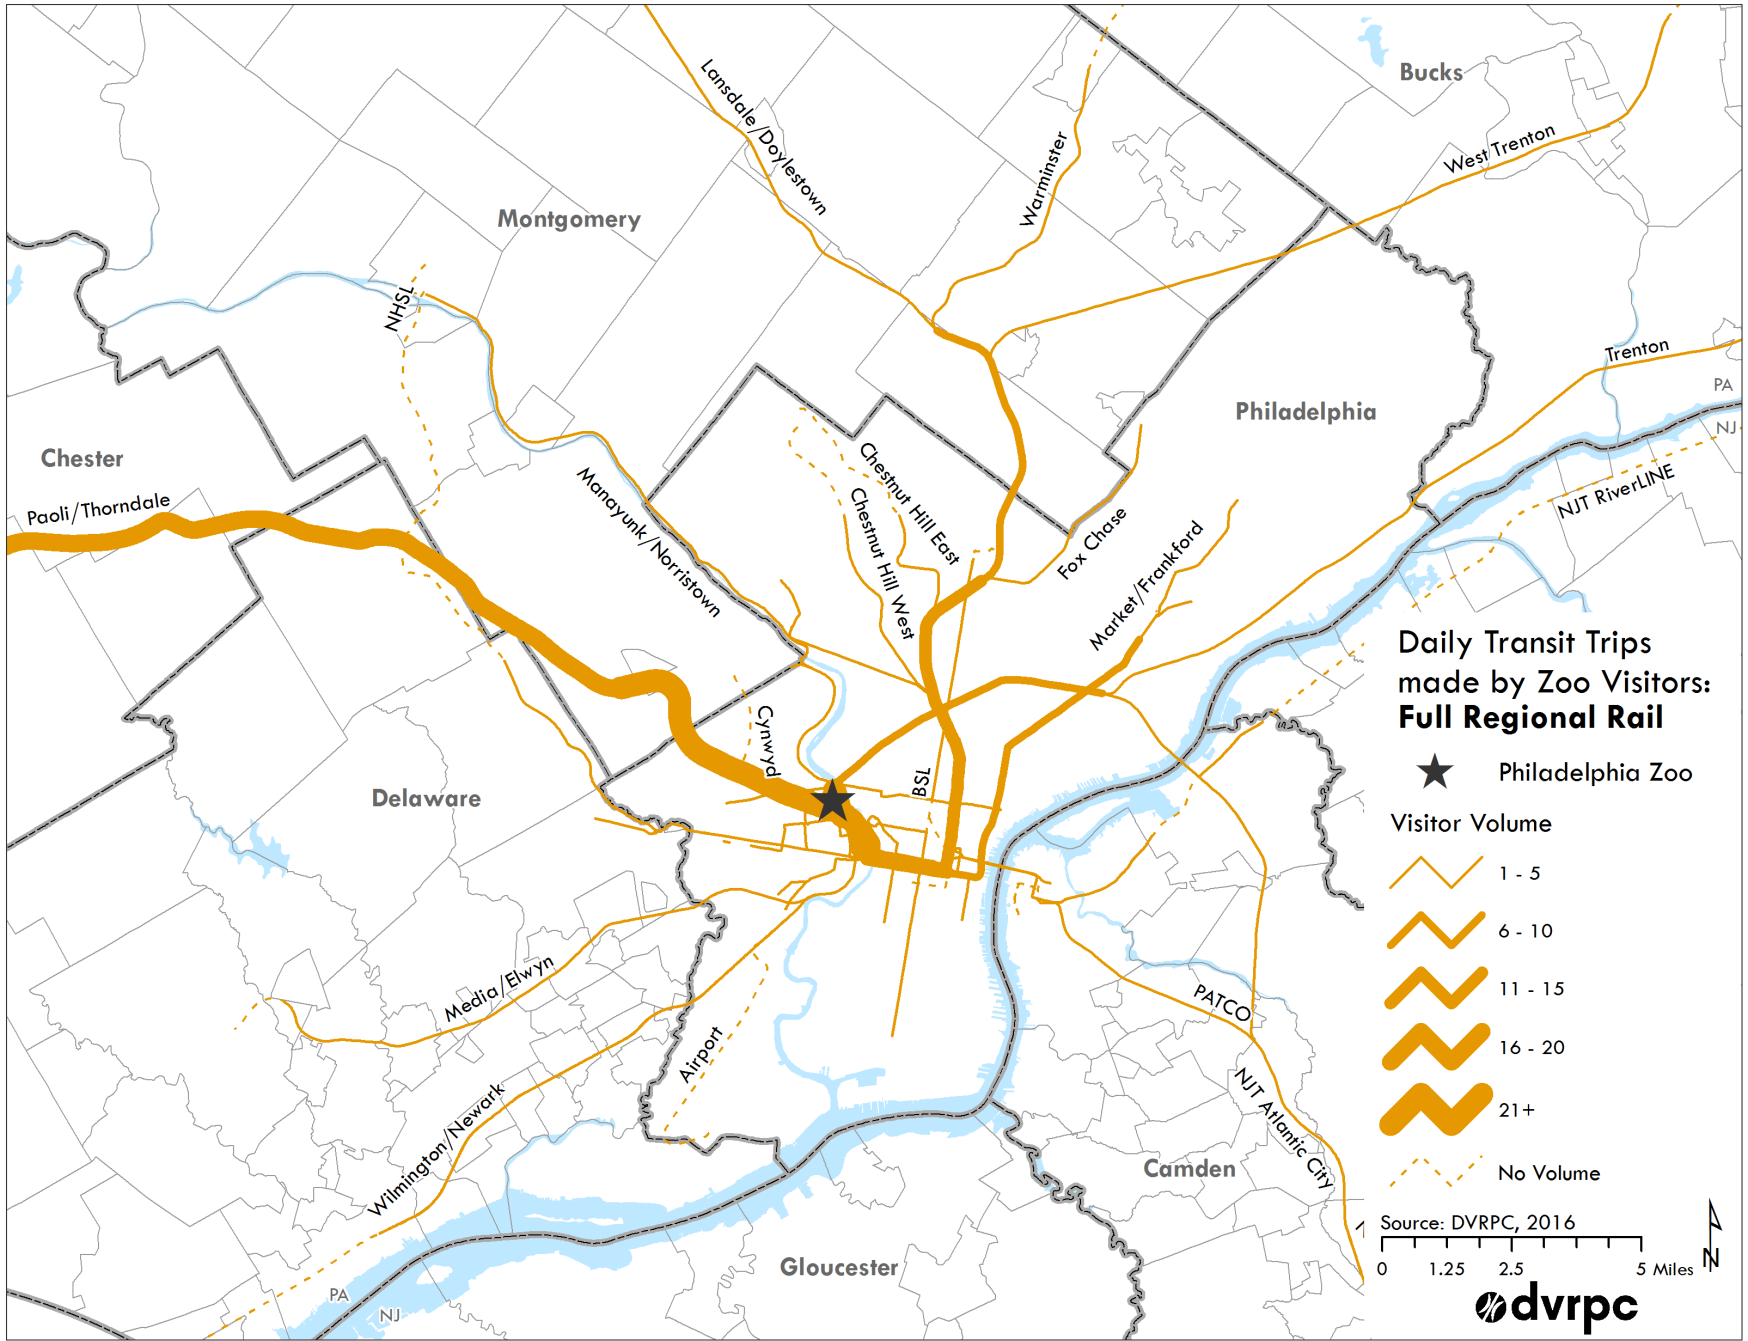 Bucks
Lansdale/Doylestown
Warminster
West Trenton
Montgomery
NHSL
Trenton
PA
NJ
Philadelphia
Chester
Paoli/Thorndale
Manayunk/Norristown
Chestnut Hill East
Chestnut Hill West
Fox Chase
Market/Frankford
NJT RiverLINE
Cynwyd
BSL
Delaware
Media/Elwyn
Airport
Wilmington/Newark
PATCO
NJT Atlantic City
Camden
Gloucester
PA
NJ
Daily Transit Trips
made by Zoo Visitors:
Full Regional Rail
Philadelphia Zoo
Visitor Volume
1 - 5
6 - 10
11 - 15
16 - 20
21+
No Volume
Source: DVRPC, 2016
0 1.25 2.5 5 Miles
N
dvrpc